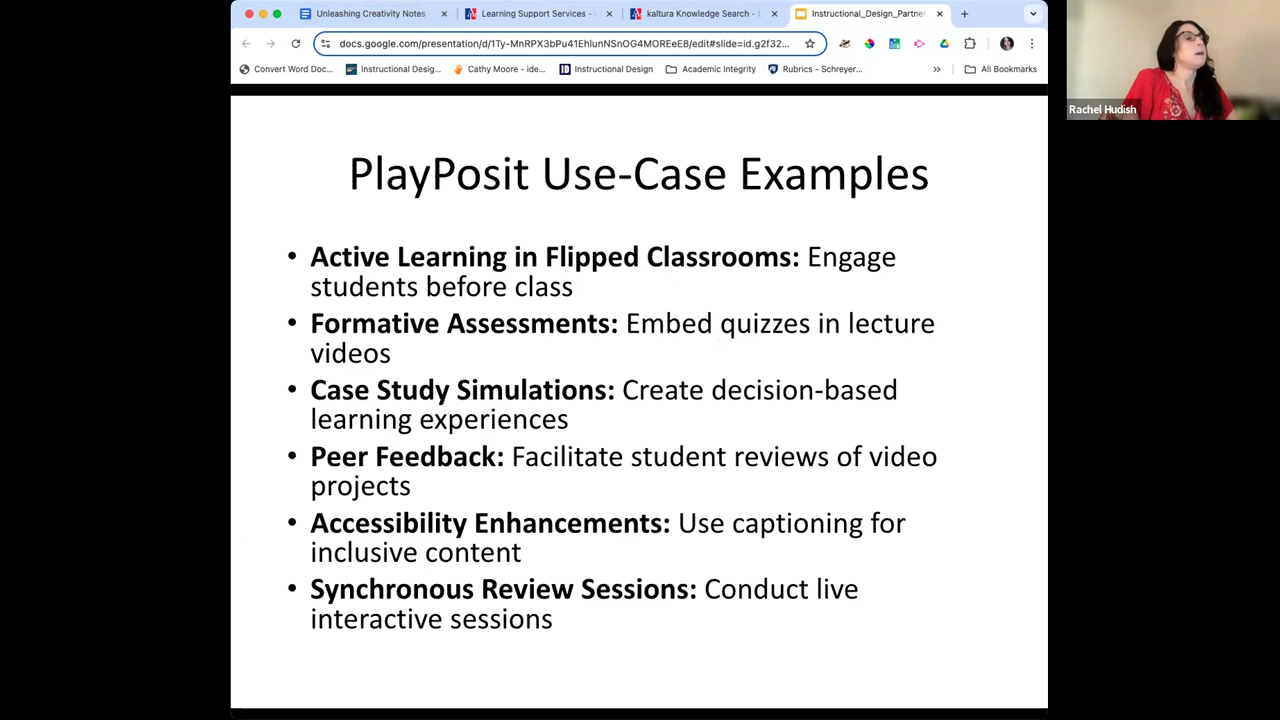 Unleashing Creativity Notes -
Learning Support Services -
kaltura Knowledge Search -
Instructional_Design_Partner
docs.google.com/presentation/d/1Ty-MnRPX3bPu41EhlunNSnOG4MOREeE8/edit#slide=id.g2f32...
Convert Word Doc...
Instructional Desig...
Cathy Moore - ide...
Instructional Design
Academic Integrity
Rubrics - Schreyer...
All Bookmarks
Rachel Hudish
PlayPosit Use-Case Examples
• Active Learning in Flipped Classrooms: Engage
students before class
• Formative Assessments: Embed quizzes in lecture
videos
• Case Study Simulations: Create decision-based
learning experiences
• Peer Feedback: Facilitate student reviews of video
projects
• Accessibility Enhancements: Use captioning for
inclusive content
• Synchronous Review Sessions: Conduct live
interactive sessions